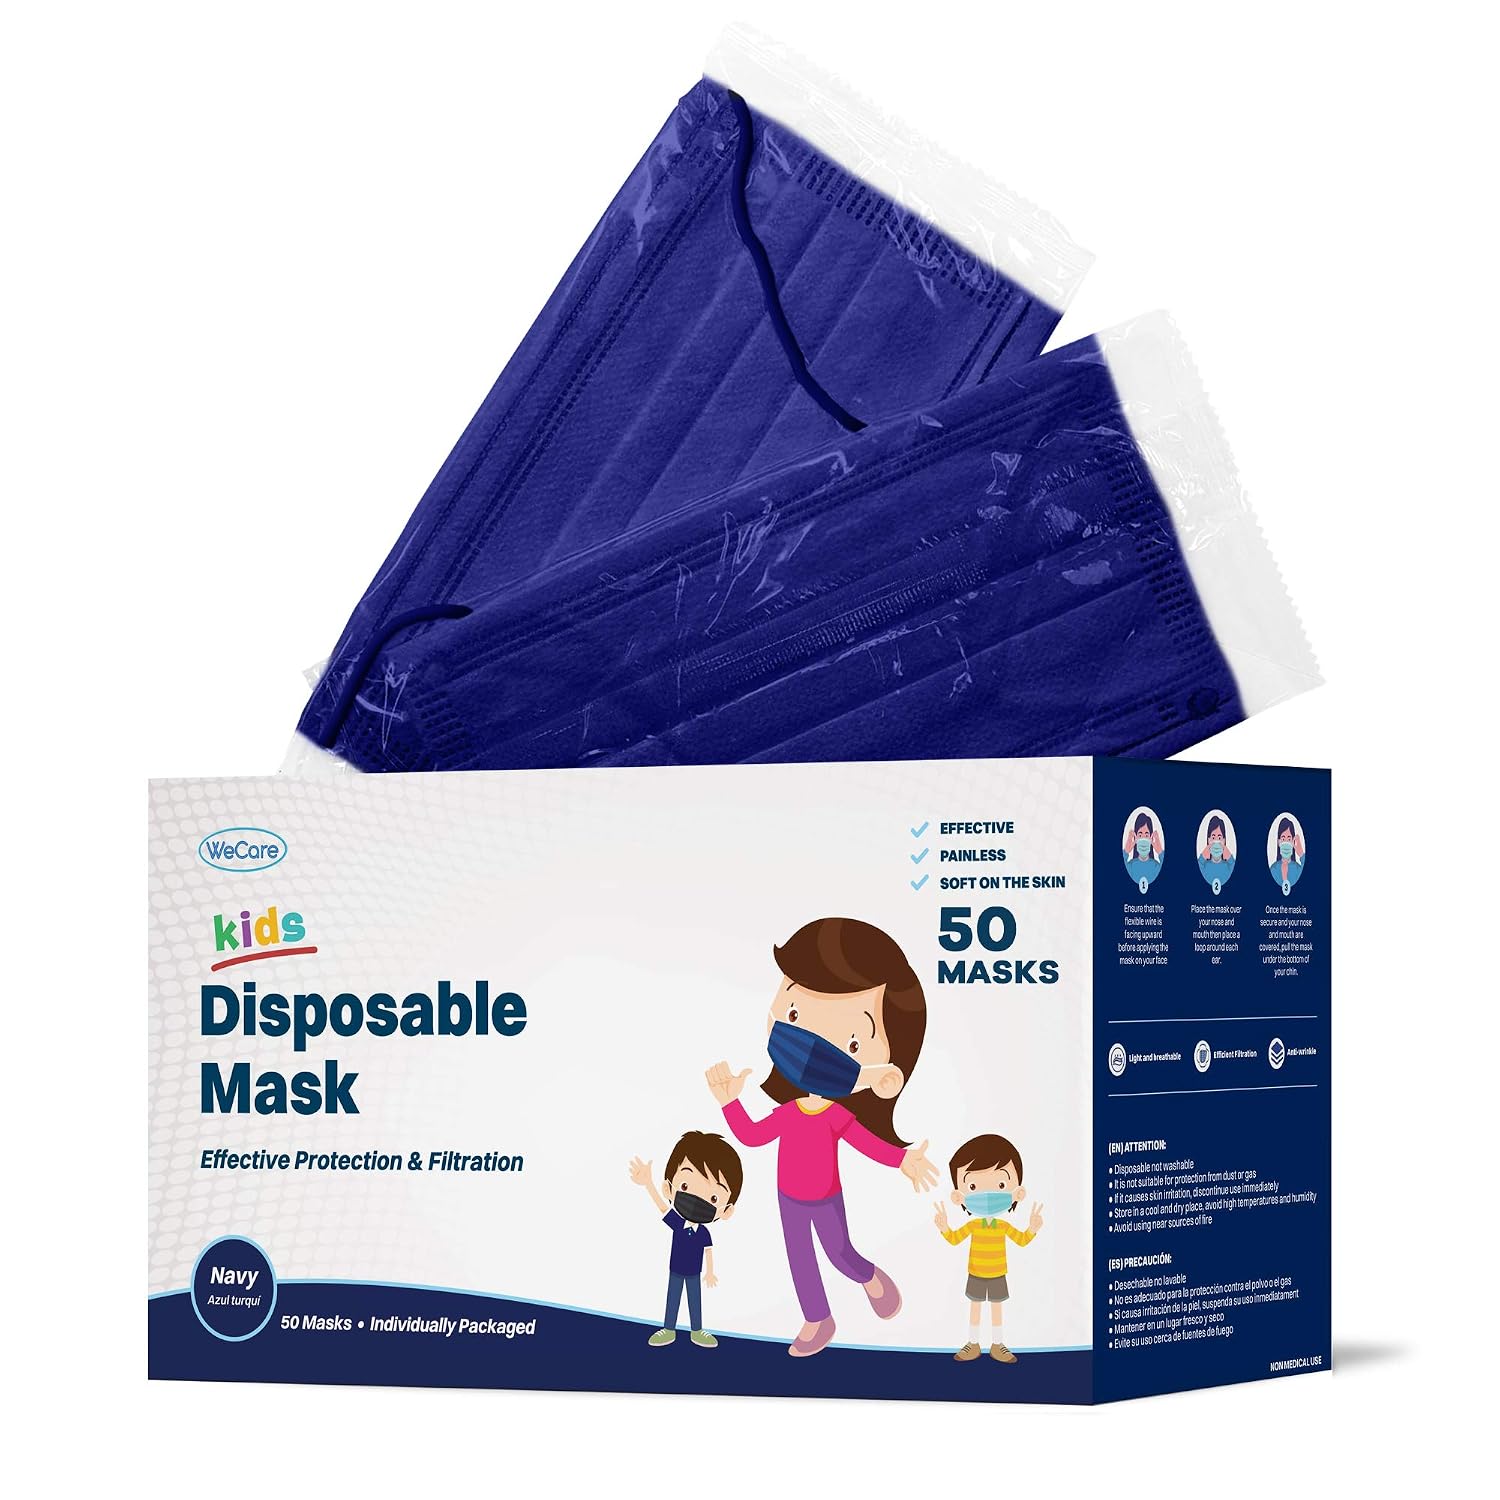 WeCare
kids
Disposable
Mask
Effective Protection & Filtration
EFFECTIVE
PAINLESS
SOFT ON THE SKIN
50
MASKS
Navy
Azul turquí
50 Masks • Individually Packaged
1
Ensure that the
flexible wire is
facing upward
before applying the
mask on your face
2
Place the mask over
your nose and
mouth then place a
loop around each
ear.
3
Once the mask is
secure and your nose
and mouth are
covered, pull the mask
under the bottom of
your chin.
Light and breathable
Efficient Filtration
Anti-wrinkle
(EN) ATTENTION:
• Disposable not washable
• It is not suitable for protection from dust or gas
• If it causes skin irritation, discontinue use immediately
• Store in a cool and dry place, avoid high temperatures and humidity
• Avoid using near sources of fire
(ES) PRECAUCIÓN:
• Desechable no lavable
• No es adecuado para la protección contra el polvo o el gas
• Si causa irritación de la piel, suspenda su uso inmediatament
• Mantener en un lugar fresco y seco
• Evite su uso cerca de fuentes de fuego
NON MEDICAL USE